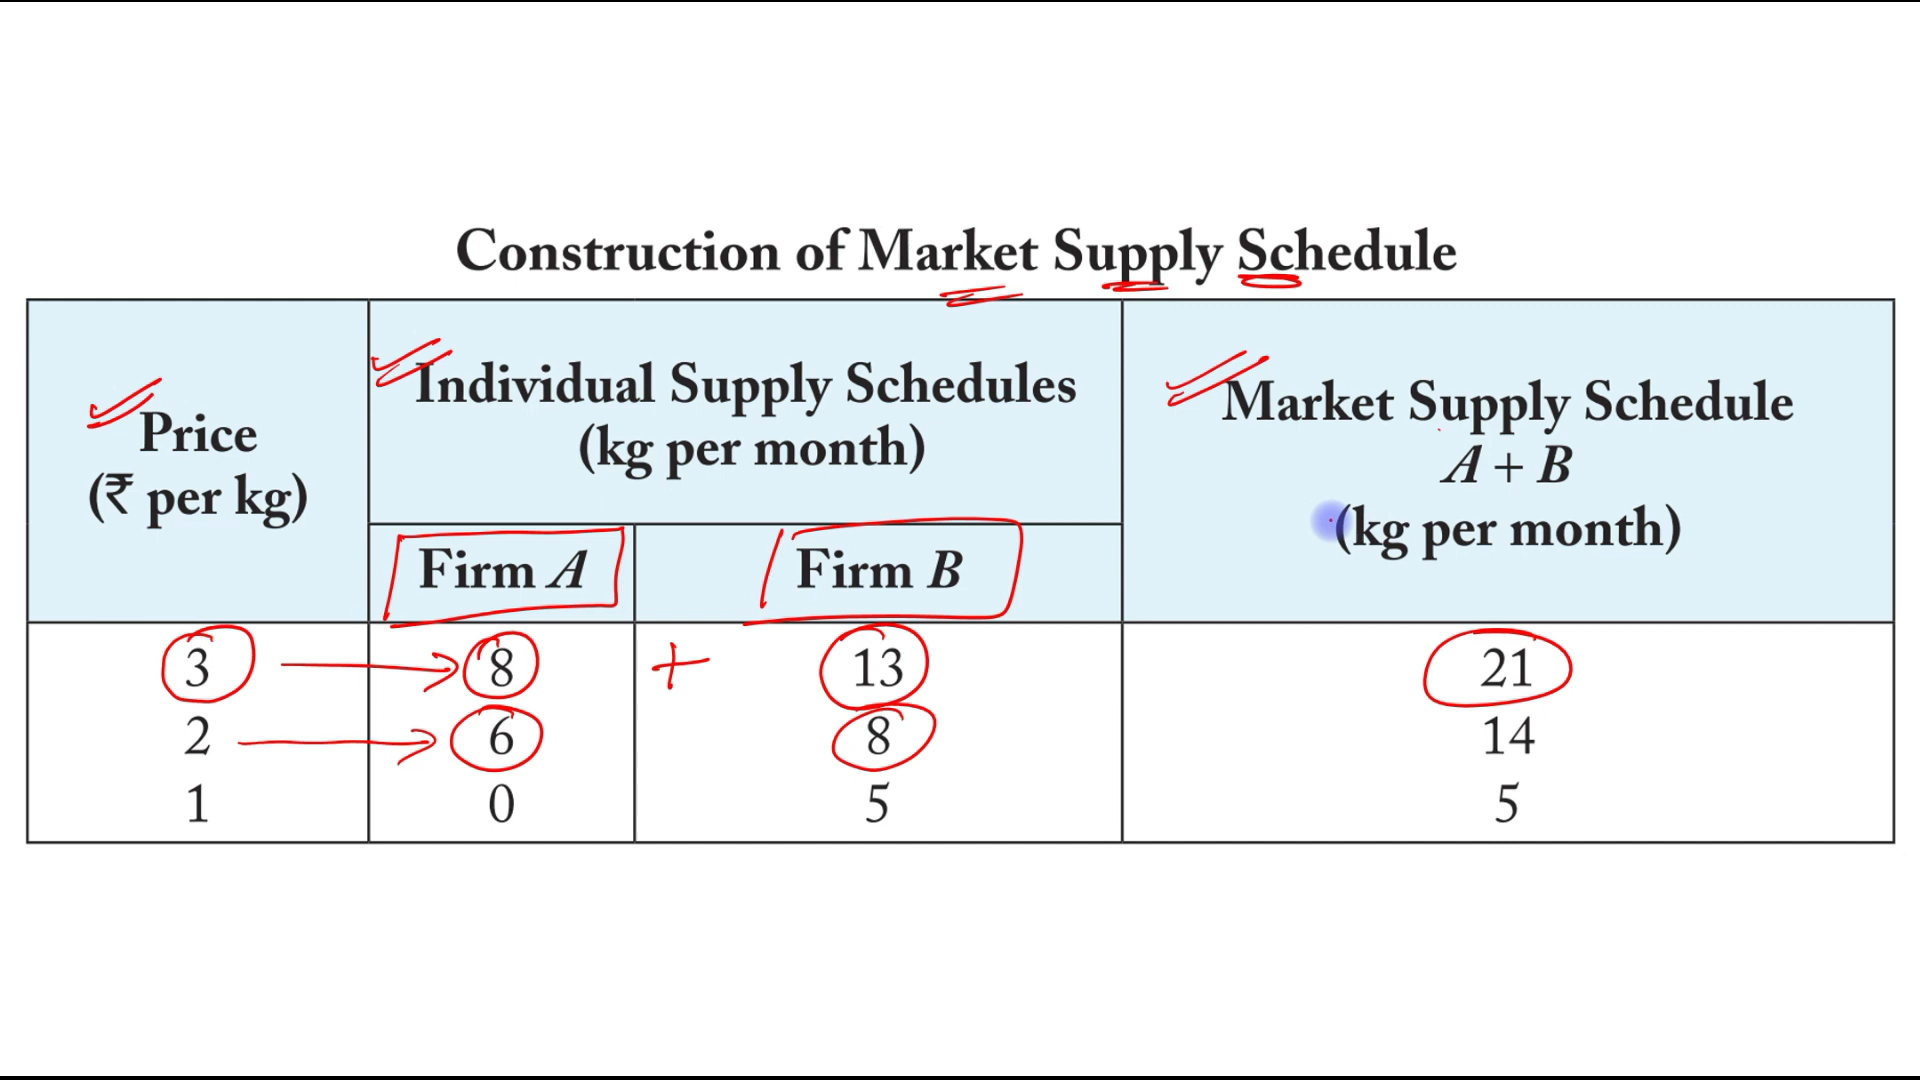 Construction of Market Supply Schedule
Price
(₹ per kg)
Individual Supply Schedules
(kg per month)
Market Supply Schedule
A + B
(kg per month)
Firm A
Firm B
3 8 + 13 21
2 6 8 14
1 0 5 5